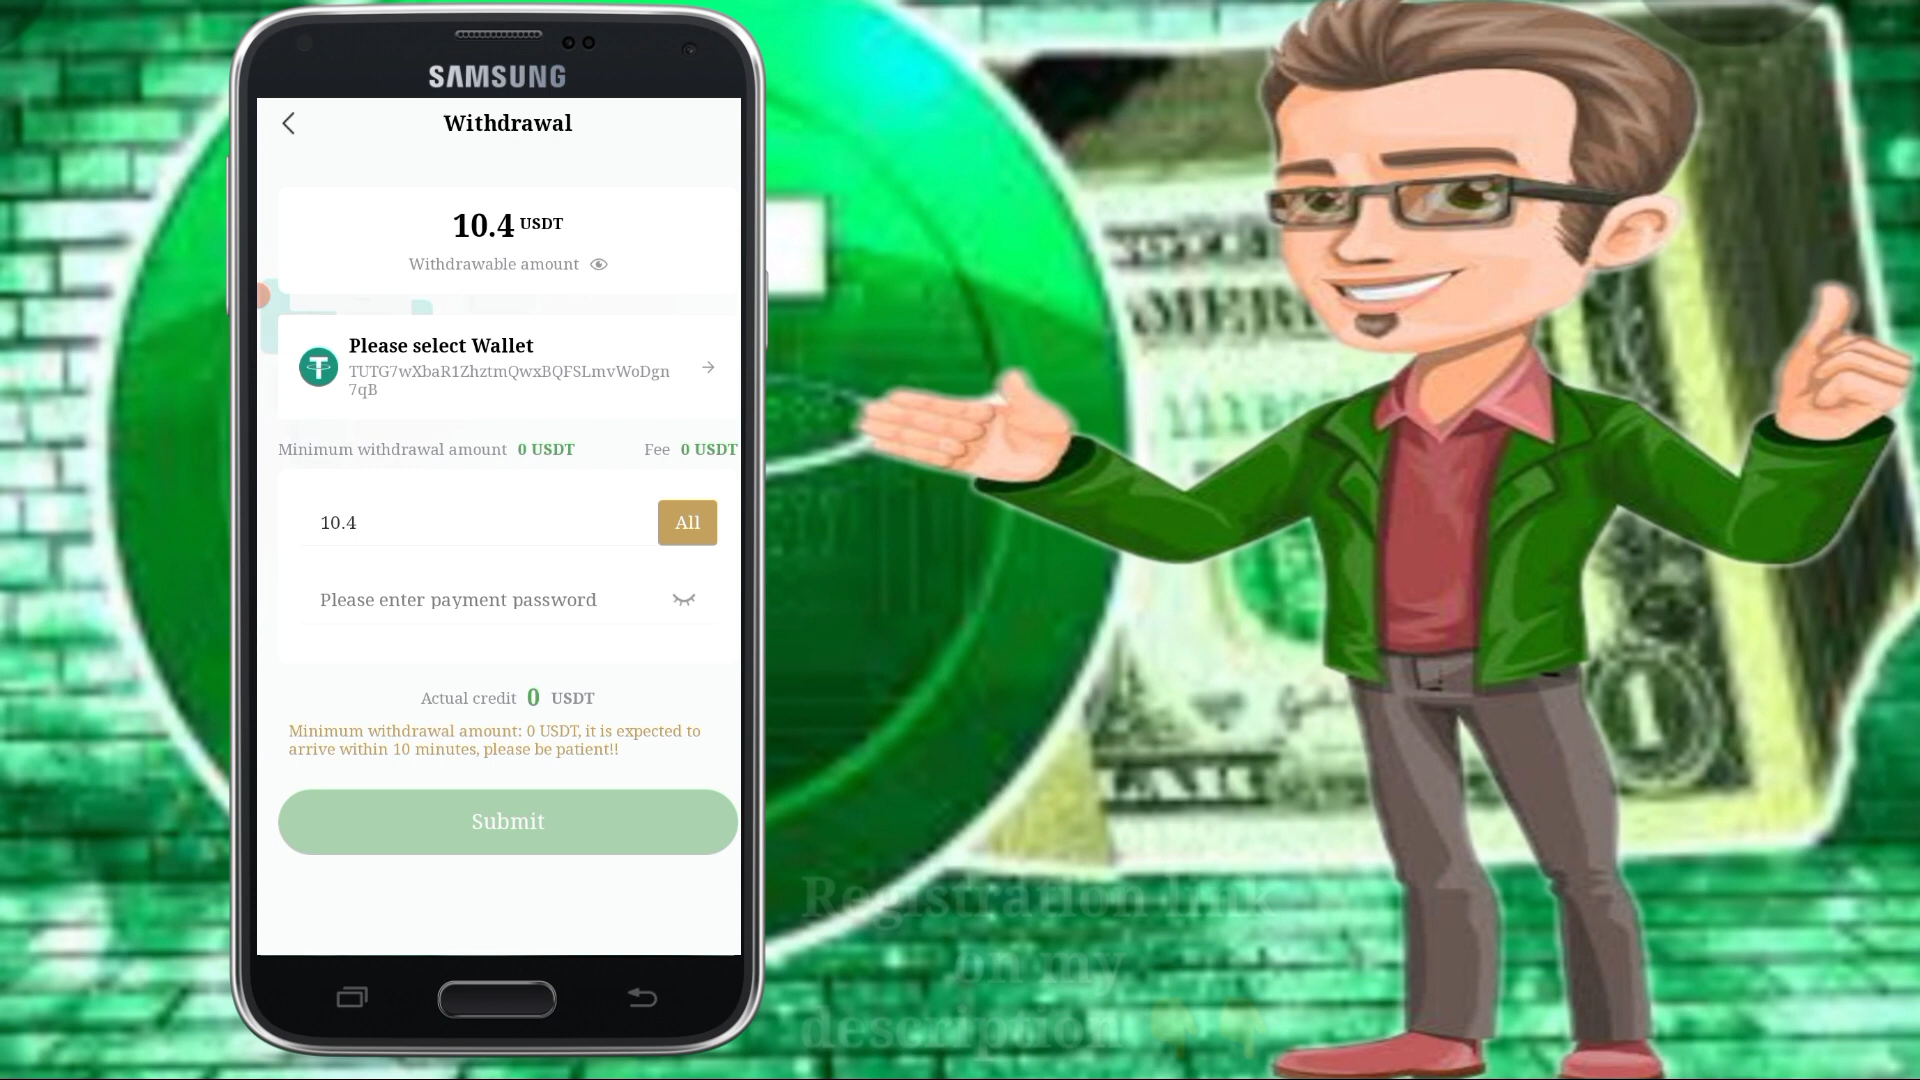 SAMSUNG
Withdrawal
10.4 USDT
Withdrawable amount
Please select Wallet
TUTG7wXbaR1ZhztmQwxBQFSLmvWoDgn
7qB
Minimum withdrawal amount 0 USDT Fee 0 USDT
10.4 All
Please enter payment password
Actual credit 0 USDT
Minimum withdrawal amount: 0 USDT, it is expected to
arrive within 10 minutes, please be patient!!
Submit
Registration link
on my
description